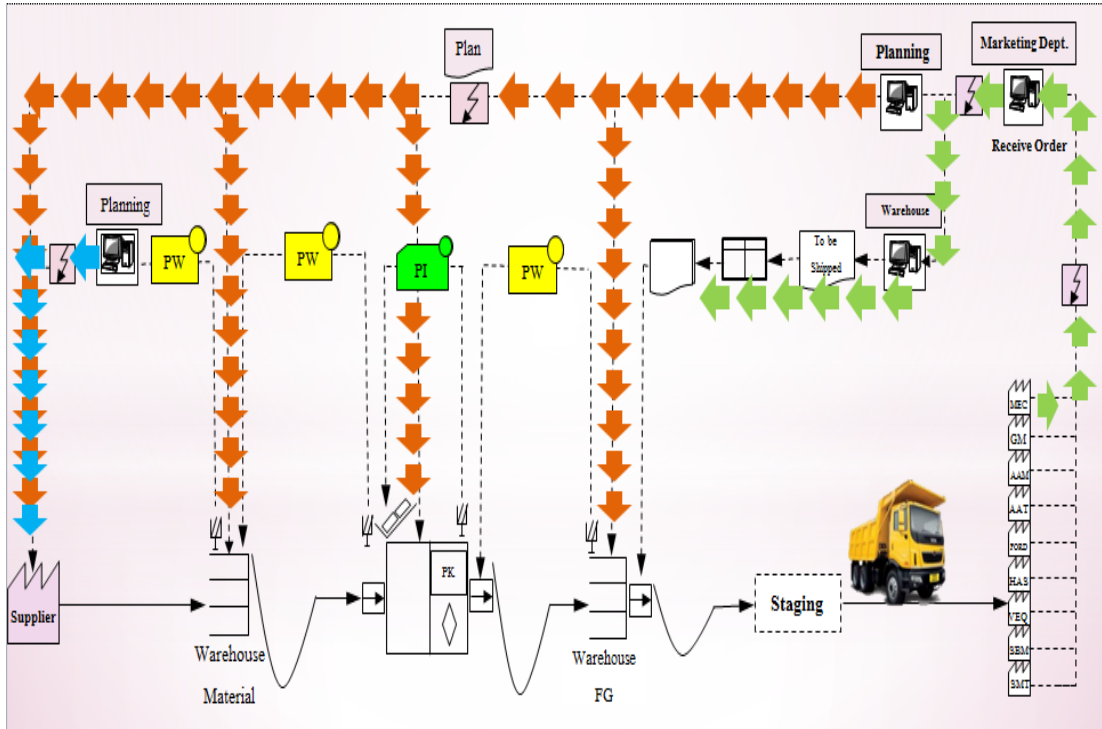 Plan
Planning
Marketing Dept.
Receive Order
Planning
Warehouse
PW
PW
PI
PW
To be
Shipped
MEC
GM
AAM
AAT
FORD
HAS
VEQ
SMT
PK
Supplier
Staging
Warehouse
Material
Warehouse
FG